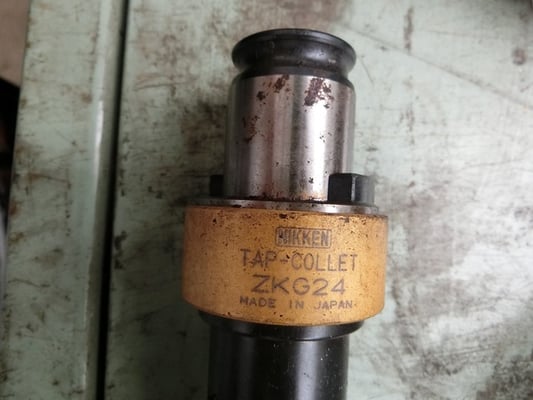 NIKKEN
TAP-COLLET
ZKG24
MADE IN JAPAN